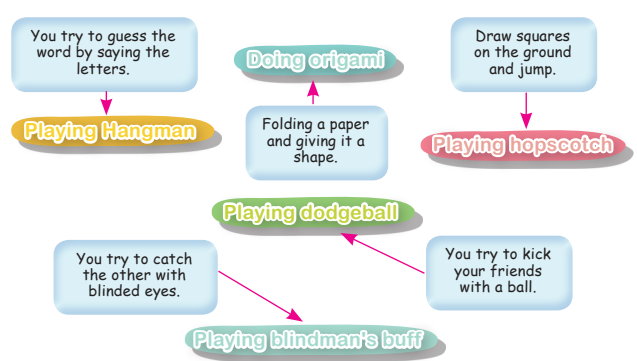 You try to guess the
word by saying the
letters.
Playing Hangman
Doing origami
Folding a paper
and giving it a
shape.
Draw squares
on the ground
and jump.
Playing hopscotch
Playing dodgeball
You try to catch
the other with
blinded eyes.
You try to kick
your friends
with a ball.
Playing blindman's buff